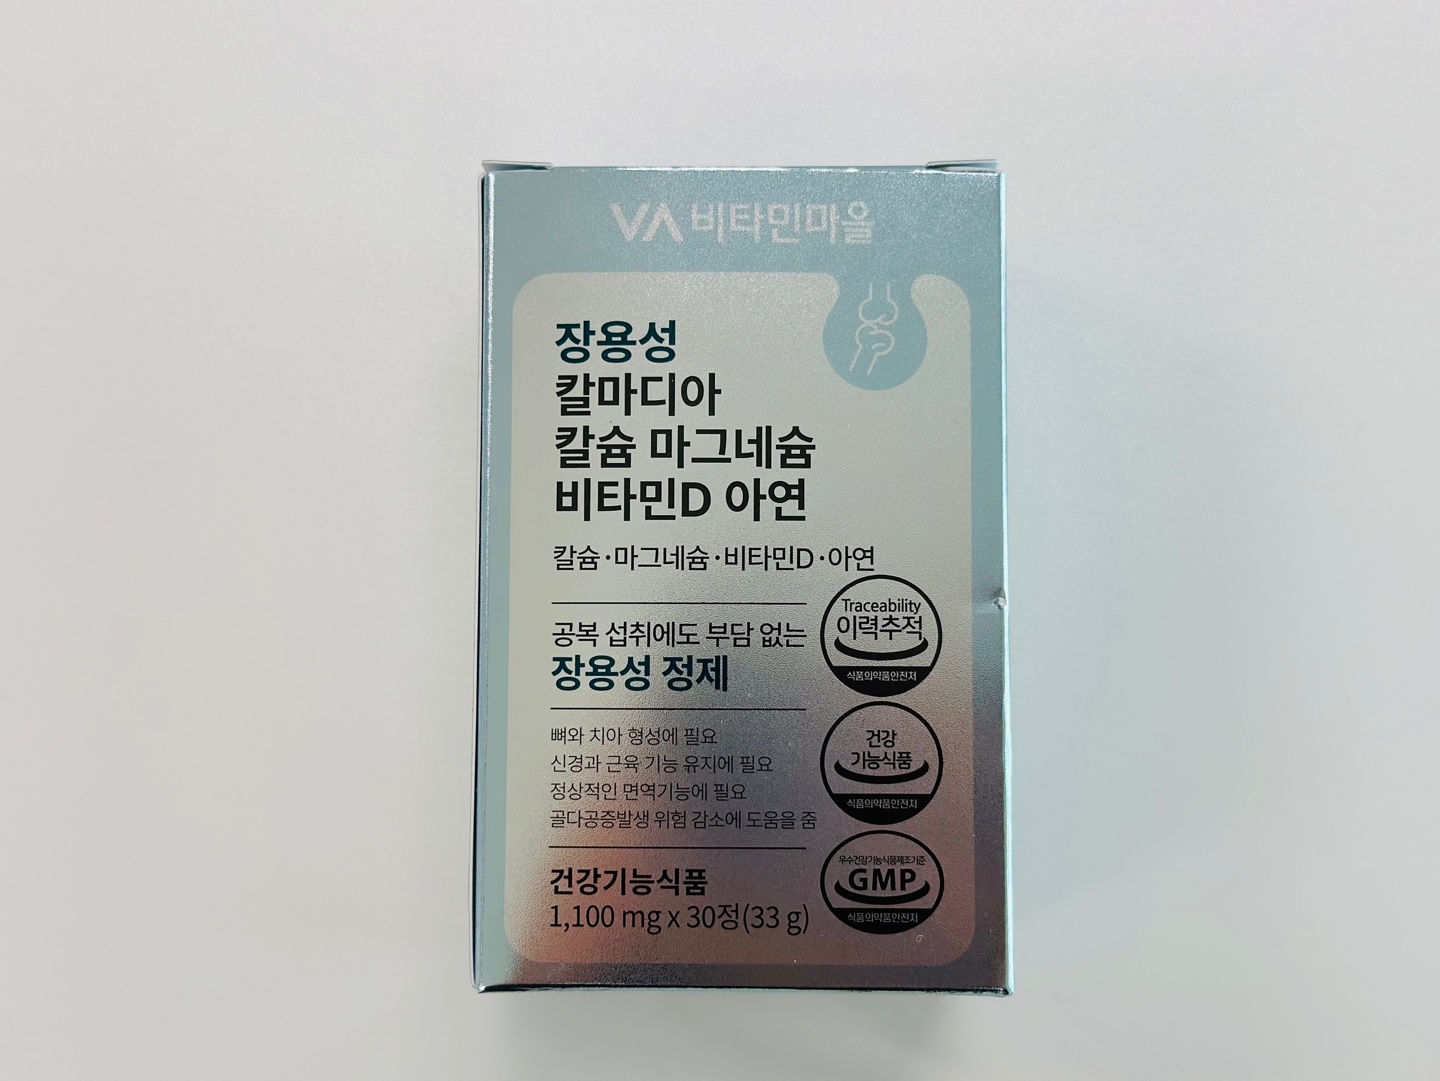 VA 비타민마을
장용성
칼마디아
칼슘 마그네슘
비타민D 아연
칼슘·마그네슘·비타민D·아연
공복 섭취에도 부담 없는
장용성 정제
뼈와 치아 형성에 필요
신경과 근육 기능 유지에 필요
정상적인 면역기능에 필요
골다공증발생 위험 감소에 도움을 줌
건강기능식품
1,100 mg x 30정(33 g)
Traceability
이력추적
식품의약품안전처
건강
기능식품
식품의약품안전처
우수건강기능식품제조기준
GMP
식품의약품안전처